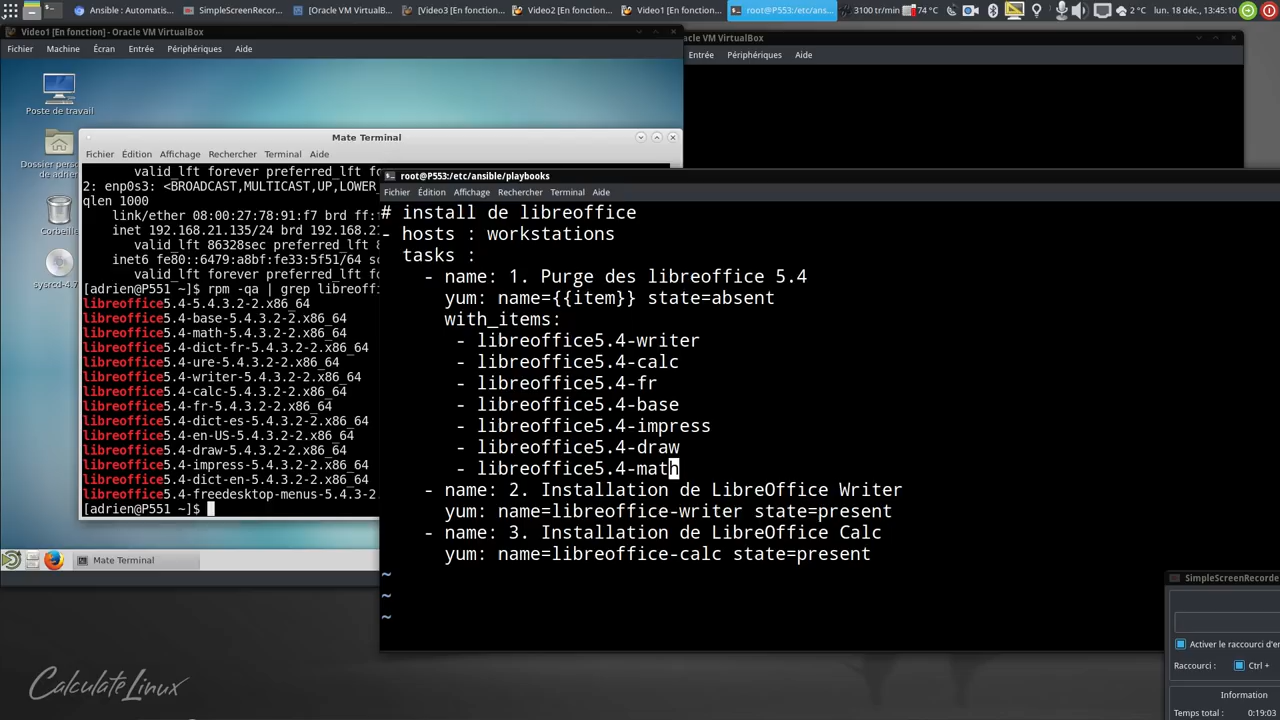 Ansible : Automatis...
SimpleScreenRecor...
[Oracle VM VirtualB...
[Video3 [En fonction...
Video2 [En fonction...
Video1 [En fonction...
root@P553:/etc/ans...
3100 tr/min
74 °C
2 °C
lun. 18 déc., 45:10
Video1 [En fonction] - Oracle VM VirtualBox
Fichier Machine Écran Entrée Périphériques Aide
acle VM VirtualBox
Entrée Périphériques Aide
Poste de travail
Dossier perso
de adrier
Corbeille
sysrcd-4.7
Mate Terminal
Fichier Édition Affichage Rechercher Terminal Aide
valid_lft forever preferred_lft fo
2: enp0s3: <BROADCAST,MULTICAST,UP,LOWER_
qlen 1000
link/ether 08:00:27:78:91:f7 brd ff:f
inet 192.168.21.135/24 brd 192.168.21
valid_lft 86328sec preferred_lft 8
inet6 fe80::6479:a8bf:fe33:5f51/64 sc
valid_lft forever preferred_lft fo
[adrien@P551 ~]$ rpm -qa | grep libreoffi
libreoffice5.4-5.4.3.2-2.x86_64
libreoffice5.4-base-5.4.3.2-2.x86_64
libreoffice5.4-math-5.4.3.2-2.x86_64
libreoffice5.4-dict-fr-5.4.3.2-2.x86_64
libreoffice5.4-ure-5.4.3.2-2.x86_64
libreoffice5.4-writer-5.4.3.2-2.x86_64
libreoffice5.4-calc-5.4.3.2-2.x86_64
libreoffice5.4-fr-5.4.3.2-2.x86_64
libreoffice5.4-dict-es-5.4.3.2-2.x86_64
libreoffice5.4-en-US-5.4.3.2-2.x86_64
libreoffice5.4-draw-5.4.3.2-2.x86_64
libreoffice5.4-impress-5.4.3.2-2.x86_64
libreoffice5.4-dict-en-5.4.3.2-2.x86_64
libreoffice5.4-freedesktop-menus-5.4.3-2.
[adrien@P551 ~]$
Mate Terminal
root@P553:/etc/ansible/playbooks
Fichier Édition Affichage Rechercher Terminal Aide
# install de libreoffice
- hosts : workstations
tasks :
- name: 1. Purge des libreoffice 5.4
yum: name={{item}} state=absent
with_items:
- libreoffice5.4-writer
- libreoffice5.4-calc
- libreoffice5.4-fr
- libreoffice5.4-base
- libreoffice5.4-impress
- libreoffice5.4-draw
- libreoffice5.4-math
- name: 2. Installation de LibreOffice Writer
yum: name=libreoffice-writer state=present
- name: 3. Installation de LibreOffice Calc
yum: name=libreoffice-calc state=present
~
~
~
SimpleScreenRecorde
Activer le raccourci d'en
Raccourci : Ctrl +
Information
Temps total : 0:19:03
Calculate Linux